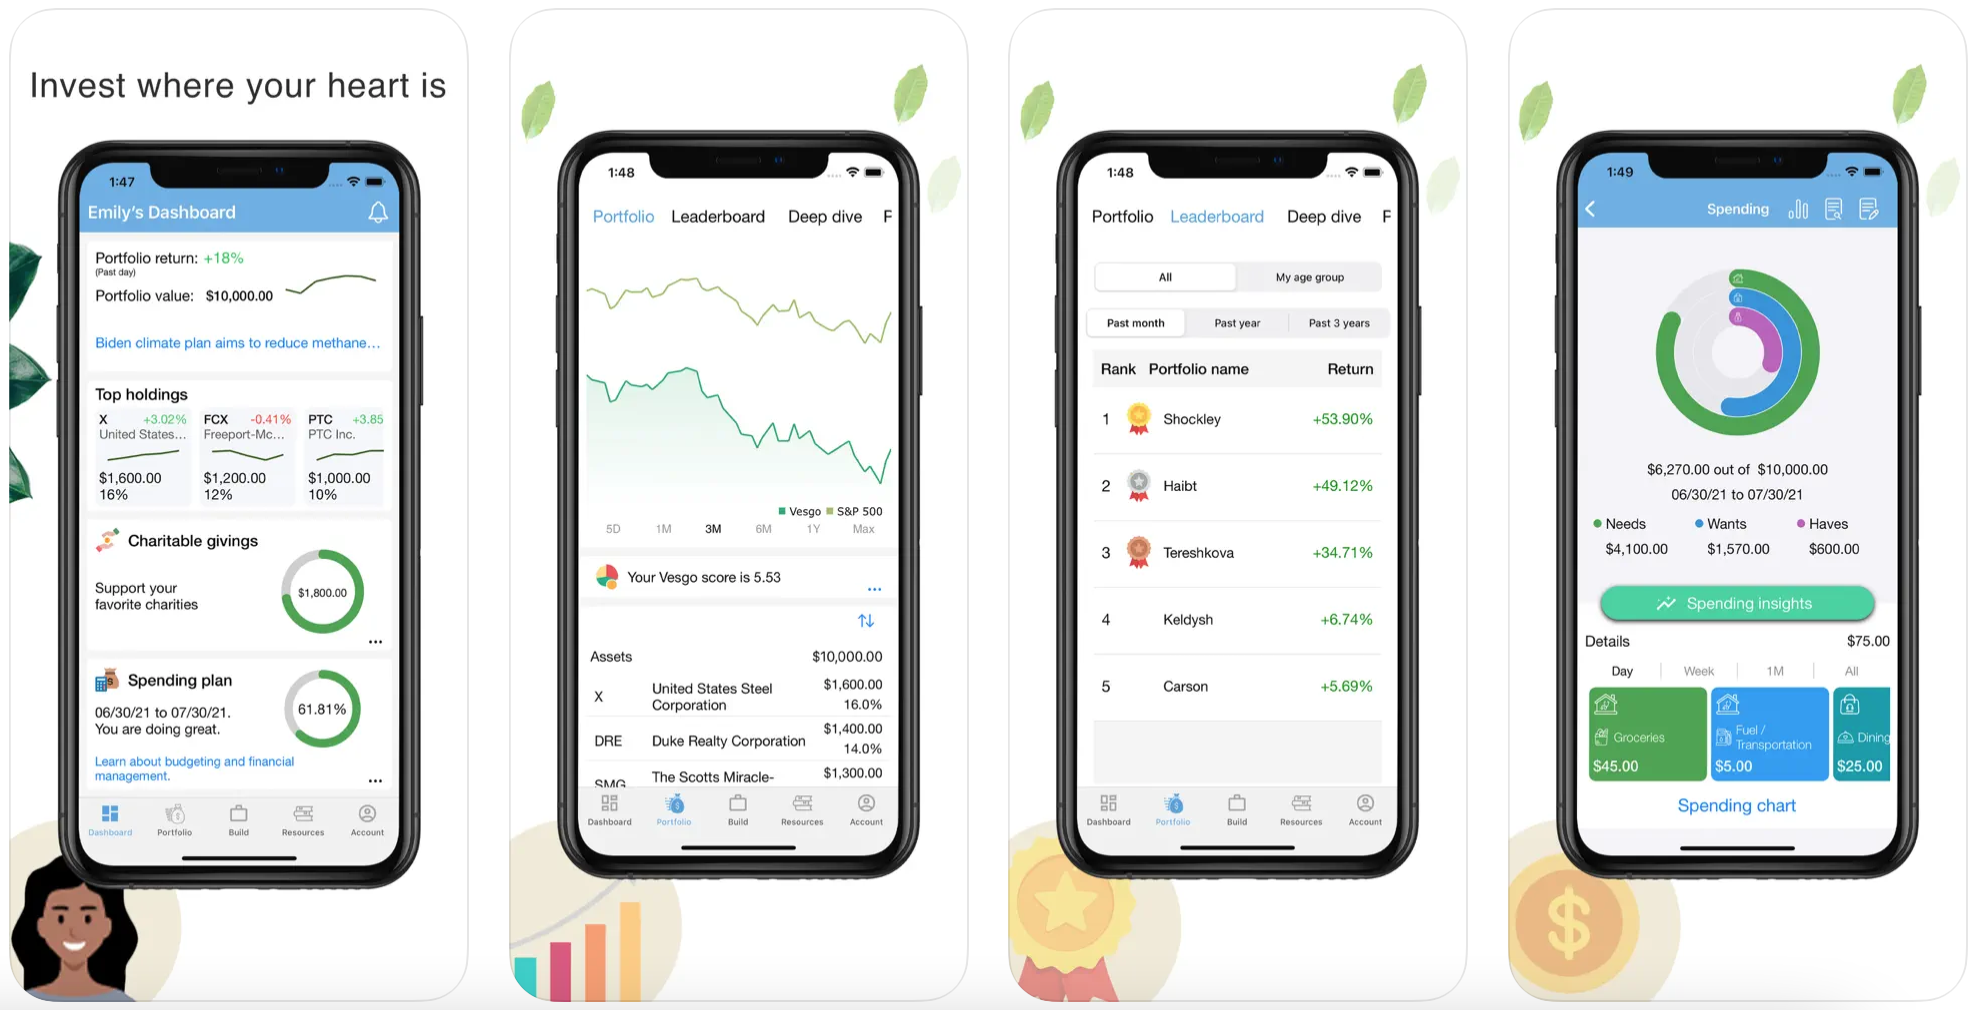 Invest where your heart is
1:47
Emily's Dashboard
Portfolio return: +18%
(Past day)
Portfolio value: $10,000.00
Biden climate plan aims to reduce methane...
Top holdings
X +3.02%
United States...
$1,600.00
16%
FCX -0.41%
Freeport-Mc...
$1,200.00
12%
PTC +3.85
PTC Inc.
$1,000.00
10%
Charitable givings
Support your
favorite charities
$1,800.00
...
Spending plan
06/30/21 to 07/30/21.
You are doing great.
61.81%
Learn about budgeting and financial
management.
...
Dashboard Portfolio Build Resources Account
1:48
Portfolio Leaderboard Deep dive F
Vesgo S&P 500
5D 1M 3M 6M 1Y Max
Your Vesgo score is 5.53
...
Assets $10,000.00
X United States Steel Corporation $1,600.00 16.0%
DRE Duke Realty Corporation $1,400.00 14.0%
SMG The Scotts Miracle- $1,300.00
Dashboard Portfolio Build Resources Account
1:48
Portfolio Leaderboard Deep dive F
All My age group
Past month Past year Past 3 years
Rank Portfolio name Return
1 Shockley +53.90%
2 Haibt +49.12%
3 Tereshkova +34.71%
4 Keldysh +6.74%
5 Carson +5.69%
Dashboard Portfolio Build Resources Account
1:49
Spending
$6,270.00 out of $10,000.00
06/30/21 to 07/30/21
Needs Wants Haves
$4,100.00 $1,570.00 $600.00
Spending insights
Details $75.00
Day Week 1M All
Groceries
$45.00
Fuel /
Transportation
$5.00
Dining
$25.00
Spending chart
$